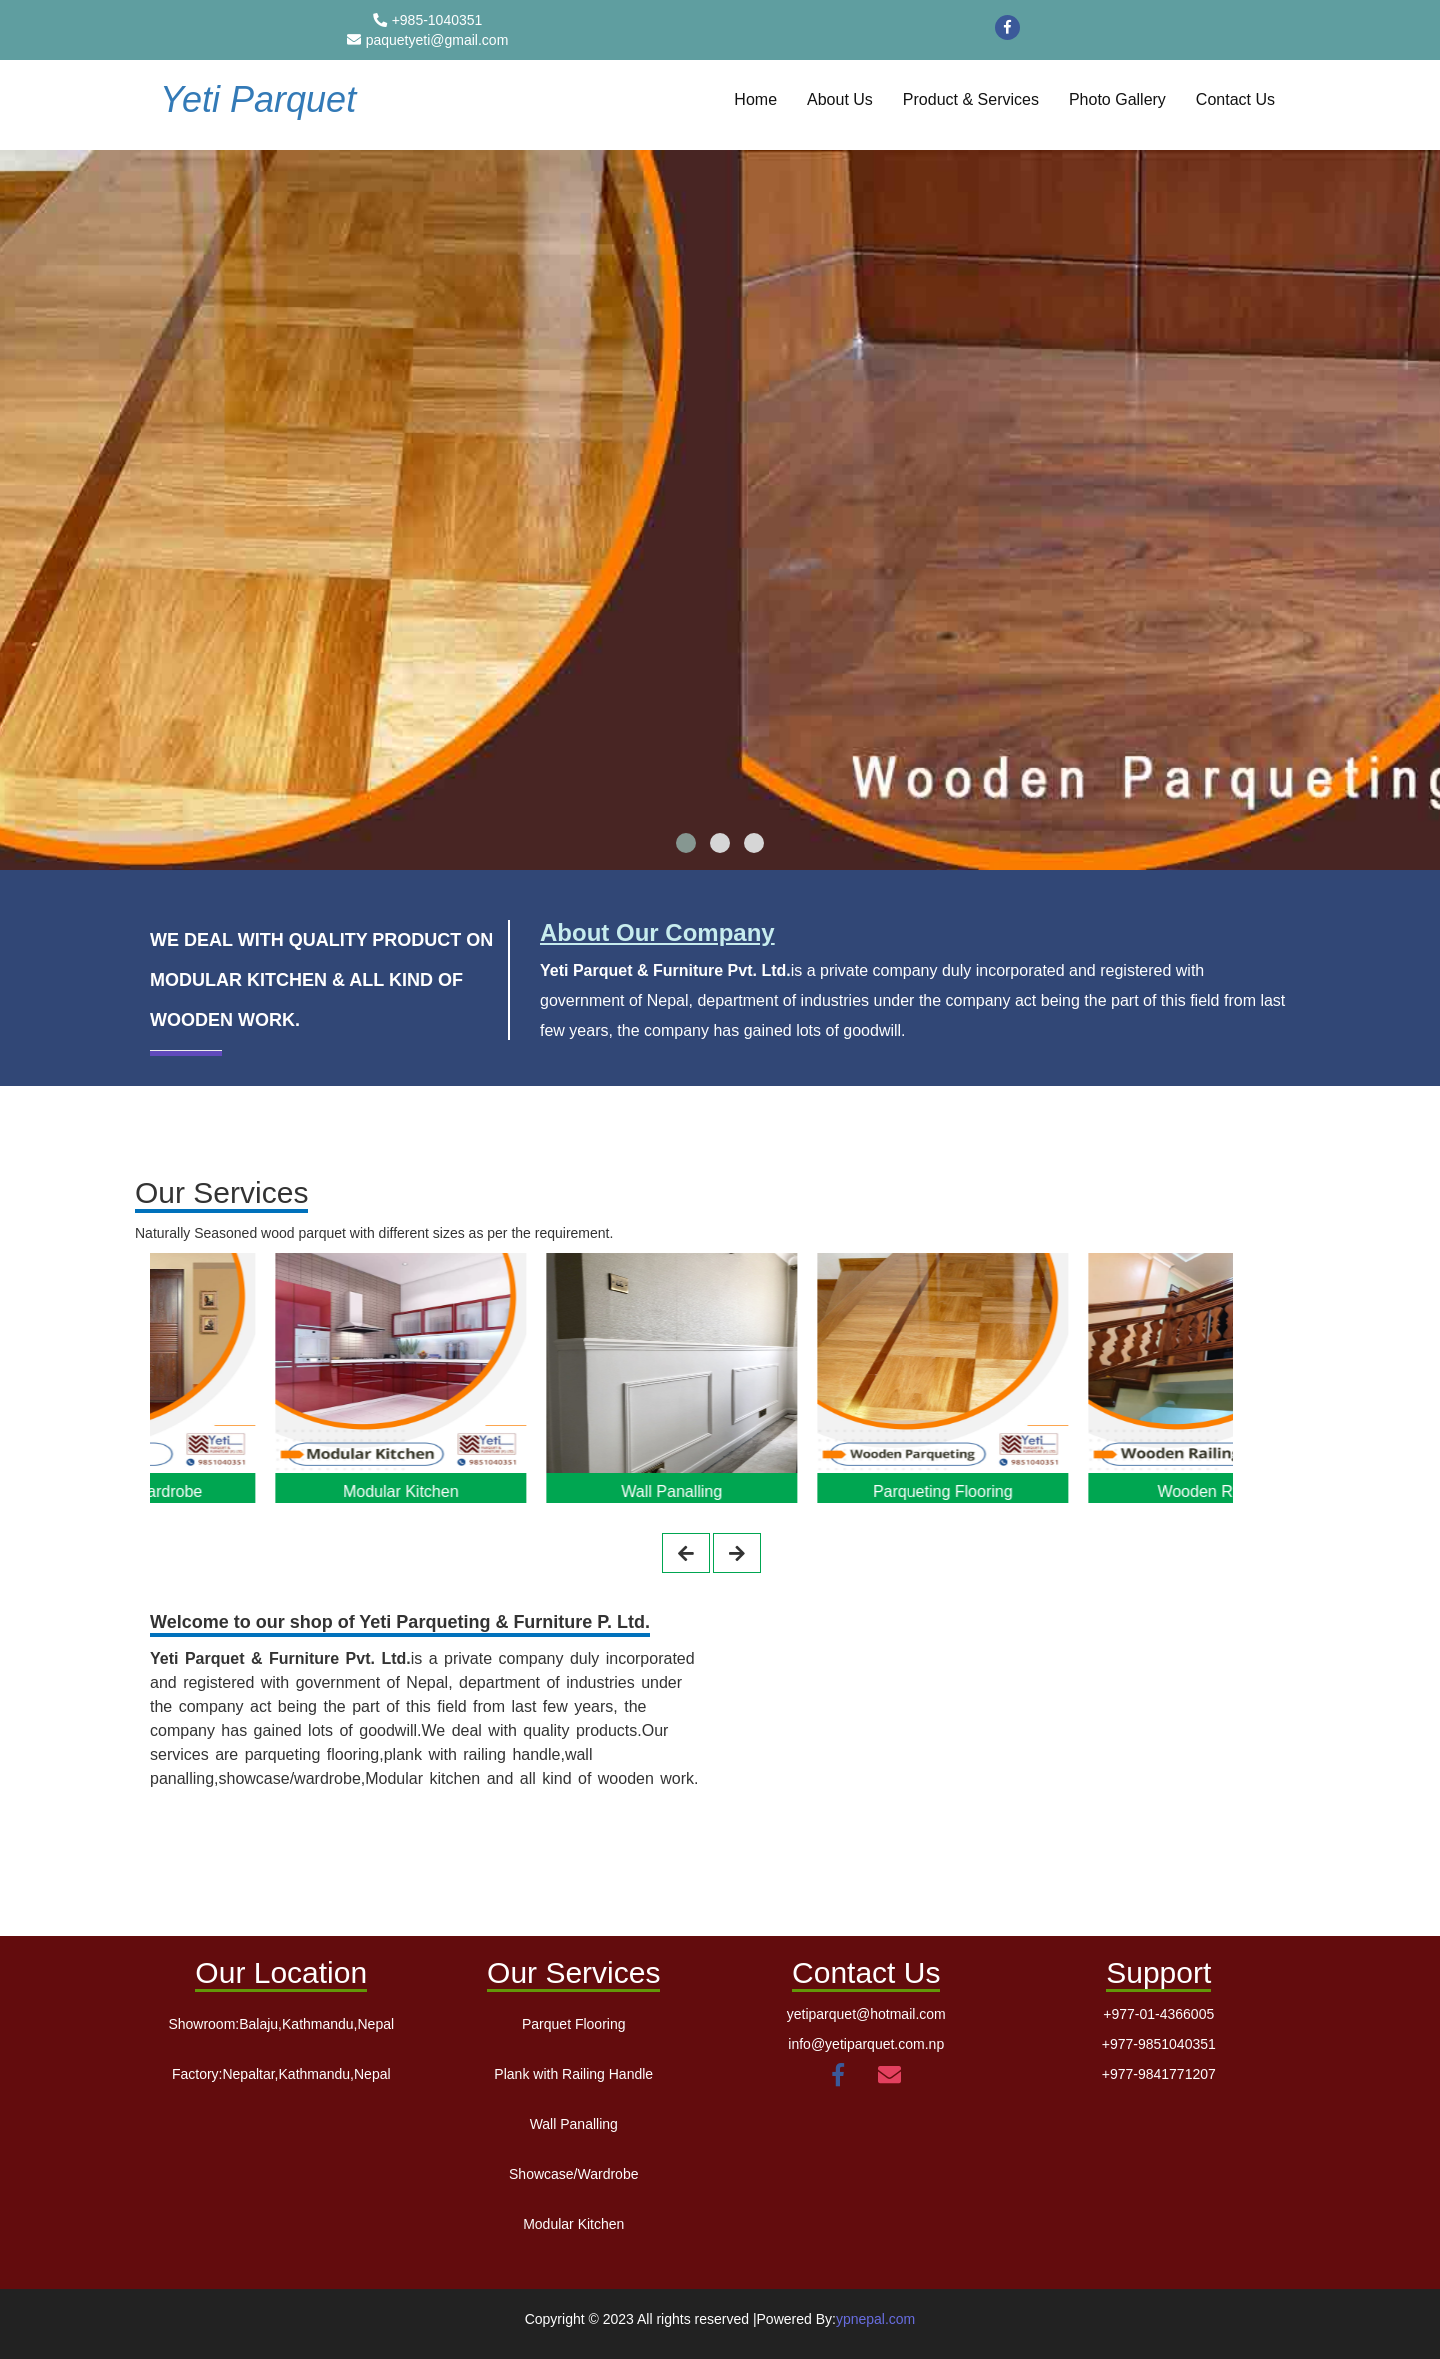 +985-1040351
paquetyeti@gmail.com
Yeti Parquet
Home About Us Product & Services Photo Gallery Contact Us
Wooden Parqueting
WE DEAL WITH QUALITY PRODUCT ON
MODULAR KITCHEN & ALL KIND OF
WOODEN WORK.
About Our Company
Yeti Parquet & Furniture Pvt. Ltd.is a private company duly incorporated and registered with
government of Nepal, department of industries under the company act being the part of this field from last
few years, the company has gained lots of goodwill.
Our Services
Naturally Seasoned wood parquet with different sizes as per the requirement.
Yeti
9851040351
ardrobe
Modular Kitchen
Yeti
9851040351
Modular Kitchen
Wall Panalling
Wooden Parqueting
Yeti
9851040351
Parqueting Flooring
Wooden Railing
Wooden R
Welcome to our shop of Yeti Parqueting & Furniture P. Ltd.
Yeti Parquet & Furniture Pvt. Ltd.is a private company duly incorporated
and registered with government of Nepal, department of industries under
the company act being the part of this field from last few years, the
company has gained lots of goodwill.We deal with quality products.Our
services are parqueting flooring,plank with railing handle,wall
panalling,showcase/wardrobe,Modular kitchen and all kind of wooden work.
Our Location
Showroom:Balaju,Kathmandu,Nepal
Factory:Nepaltar,Kathmandu,Nepal
Our Services
Parquet Flooring
Plank with Railing Handle
Wall Panalling
Showcase/Wardrobe
Modular Kitchen
Contact Us
yetiparquet@hotmail.com
info@yetiparquet.com.np
Support
+977-01-4366005
+977-9851040351
+977-9841771207
Copyright © 2023 All rights reserved |Powered By:ypnepal.com